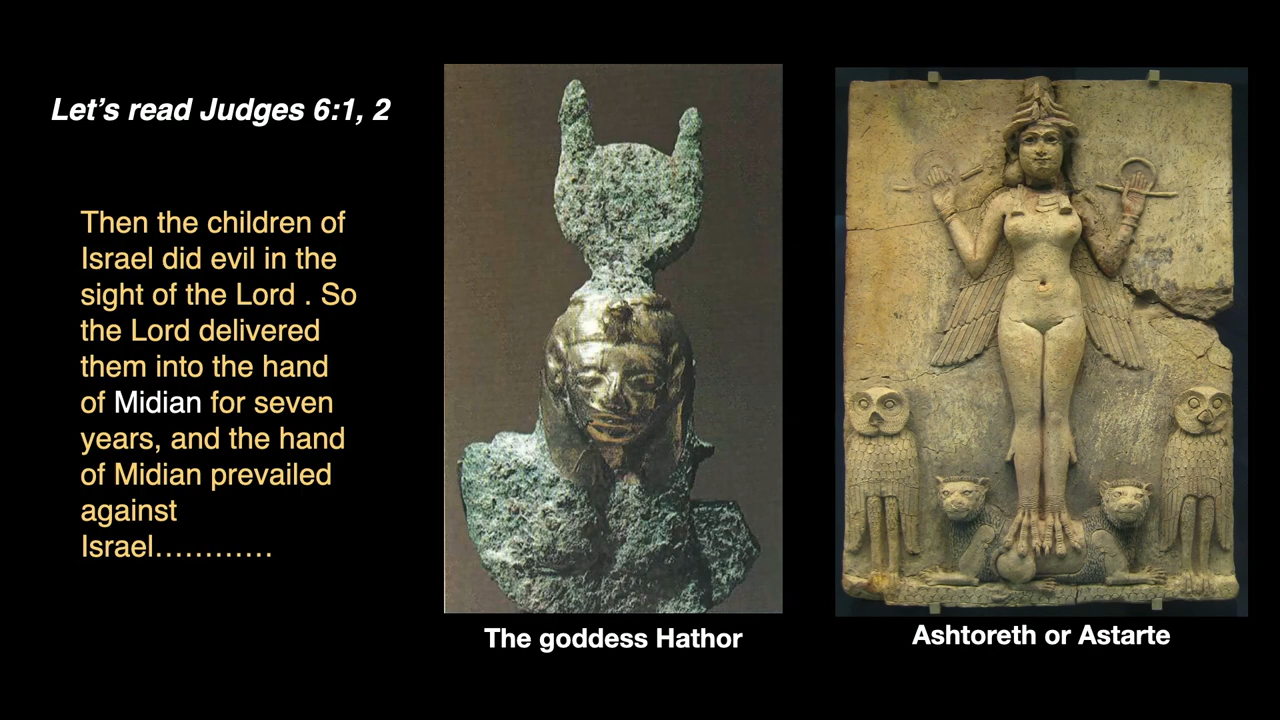 Let’s read Judges 6:1, 2
Then the children of
Israel did evil in the
sight of the Lord . So
the Lord delivered
them into the hand
of Midian for seven
years, and the hand
of Midian prevailed
against
Israel…………
The goddess Hathor
Ashtoreth or Astarte